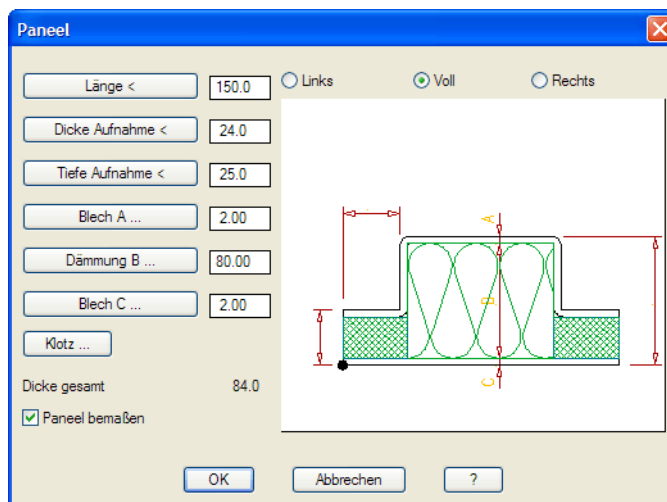 Paneel
Länge < 150.0
Links Voll Rechts
Dicke Aufnahme < 24.0
Tiefe Aufnahme < 25.0
Blech A ... 2.00
Dämmung B ... 80.00
Blech C ... 2.00
Klotz ...
Dicke gesamt 84.0
Paneel bemaßen
A
B
C
OK Abbrechen ?